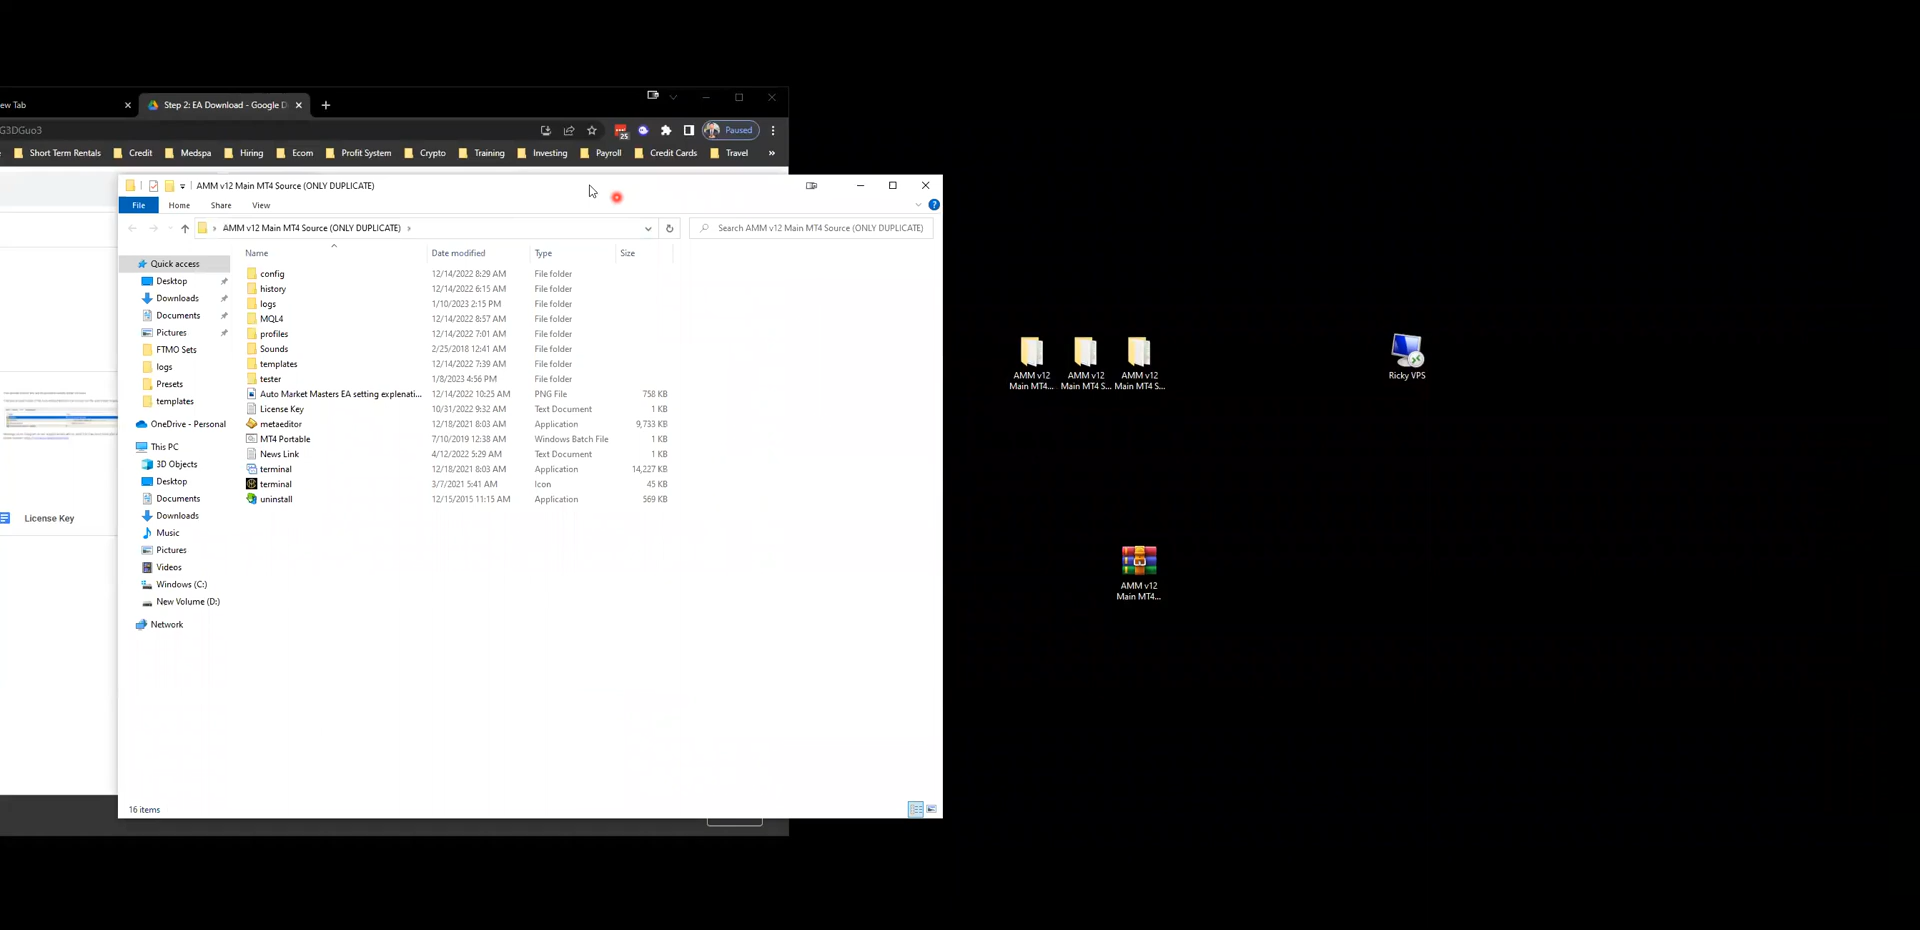 ew Tab
Step 2: EA Download - Google D
G3DGuo3
25
Paused
Short Term Rentals
Credit
Medspa
Hiring
Ecom
Profit System
Crypto
Training
Investing
Payroll
Credit Cards
Travel
»
AMM v12 Main MT4 Source (ONLY DUPLICATE)
File
Home
Share
View
AMM v12 Main MT4 Source (ONLY DUPLICATE)
Search AMM v12 Main MT4 Source (ONLY DUPLICATE)
Name Date modified Type Size
Quick access
Desktop
Downloads
Documents
Pictures
FTMO Sets
logs
Presets
templates
OneDrive - Personal
This PC
3D Objects
Desktop
Documents
Downloads
Music
Pictures
Videos
Windows (C:)
New Volume (D:)
Network
config 12/14/2022 8:29 AM File folder
history 12/14/2022 6:15 AM File folder
logs 1/10/2023 2:15 PM File folder
MQL4 12/14/2022 8:57 AM File folder
profiles 12/14/2022 7:01 AM File folder
Sounds 2/25/2018 12:41 AM File folder
templates 12/14/2022 7:39 AM File folder
tester 1/8/2023 4:56 PM File folder
Auto Market Masters EA setting explenati... 12/14/2022 10:25 AM PNG File 758 KB
License Key 10/31/2022 9:32 AM Text Document 1 KB
metaeditor 12/18/2021 8:03 AM Application 9,733 KB
MT4 Portable 7/10/2019 12:38 AM Windows Batch File 1 KB
News Link 4/12/2022 5:29 AM Text Document 1 KB
terminal 12/18/2021 8:03 AM Application 14,227 KB
terminal 3/7/2021 5:41 AM Icon 45 KB
uninstall 12/15/2015 11:15 AM Application 569 KB
16 items
License Key
AMM v12
Main MT4...
AMM v12
Main MT4 S...
AMM v12
Main MT4 S...
Ricky VPS
AMM v12
Main MT4...